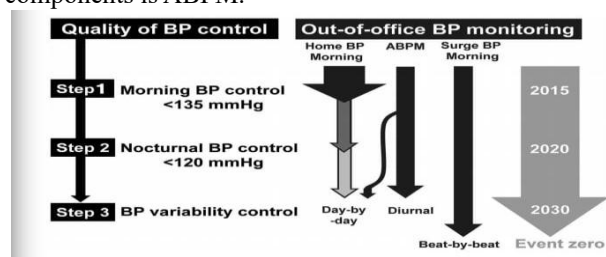 components is ABPM.
Quality of BP control
Out-of-office BP monitoring
Home BP
Morning
ABPM
Surge BP
Morning
Step1
Morning BP control
<135 mmHg
2015
Step 2
Nocturnal BP control
<120 mmHg
2020
Step 3
BP variability control
Day-by
-day
Diurnal
2030
Beat-by-beat
Event zero